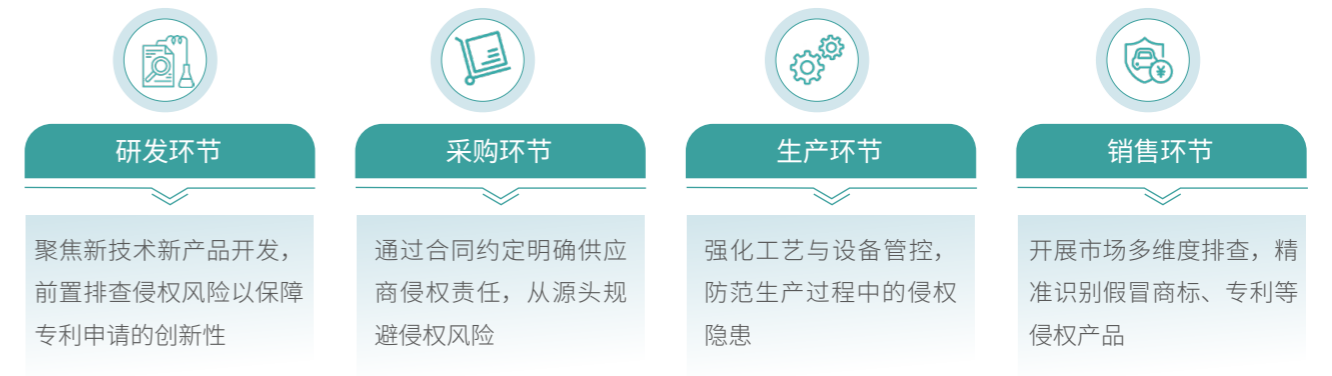 研发环节
聚焦新技术新产品开发，
前置排查侵权风险以保障
专利申请的创新性
采购环节
通过合同约定明确供应
商侵权责任，从源头规
避侵权风险
生产环节
强化工艺与设备管控，
防范生产过程中的侵权
隐患
¥
销售环节
开展市场多维度排查，精
准识别假冒商标、专利等
侵权产品